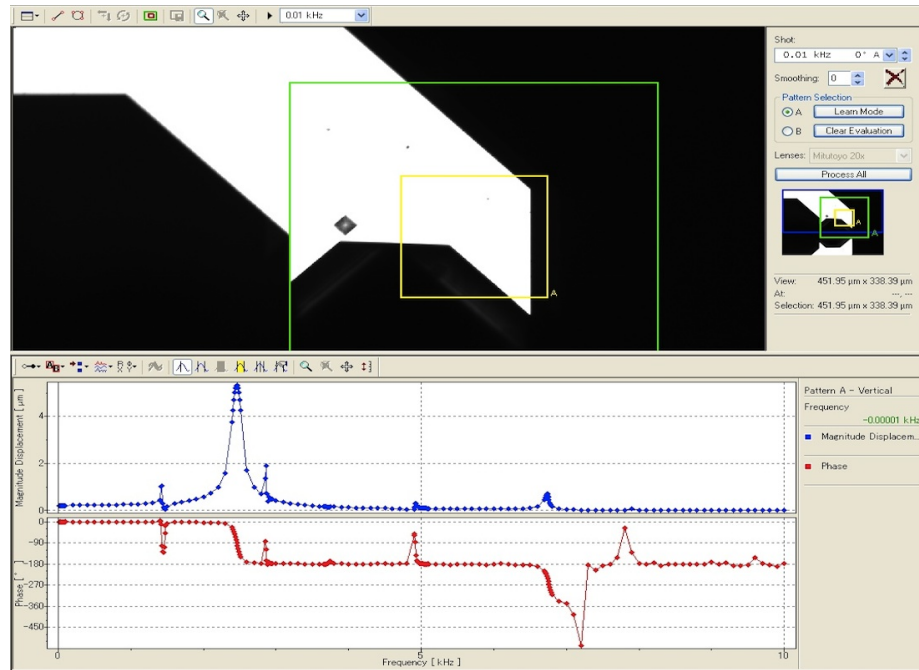 0.01 kHz
Shot:
0.01 kHz 0° A
Smoothing: 0
Pattern Selection
A Learn Mode
B Clear Evaluation
Lenses: Mitutoyo 20x
Process All
A
A
A
View: 451.95 µm x 338.39 µm
At: ---, ---
Selection: 451.95 µm x 338.39 µm
Pattern A - Vertical
Frequency
-0.00001 kHz
Magnitude Displacem...
Phase
Magnitude Displacement [ µm ]
4
2
0
Phase [ ° ]
0
-90
-180
-270
-360
-450
0
5
10
Frequency [ kHz ]